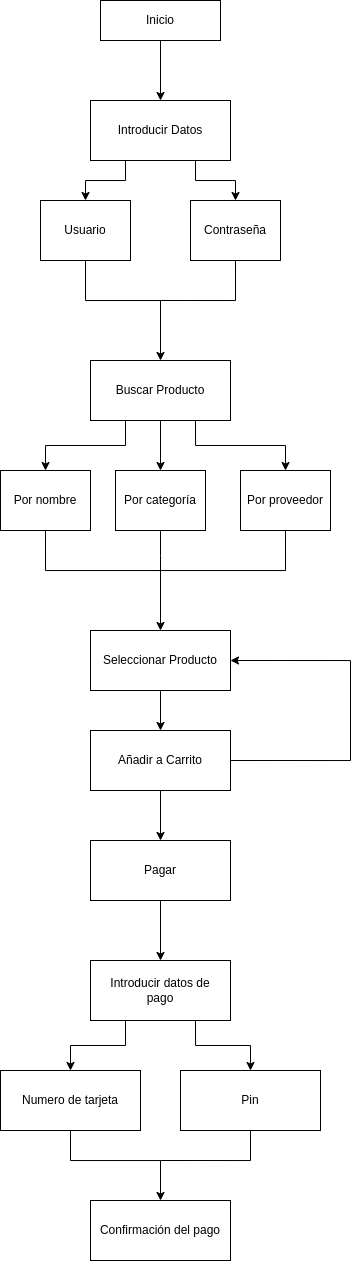 Inicio
Introducir Datos
Usuario
Contraseña
Buscar Producto
Por nombre
Por categoría
Por proveedor
Seleccionar Producto
Añadir a Carrito
Pagar
Introducir datos de
pago
Numero de tarjeta
Pin
Confirmación del pago